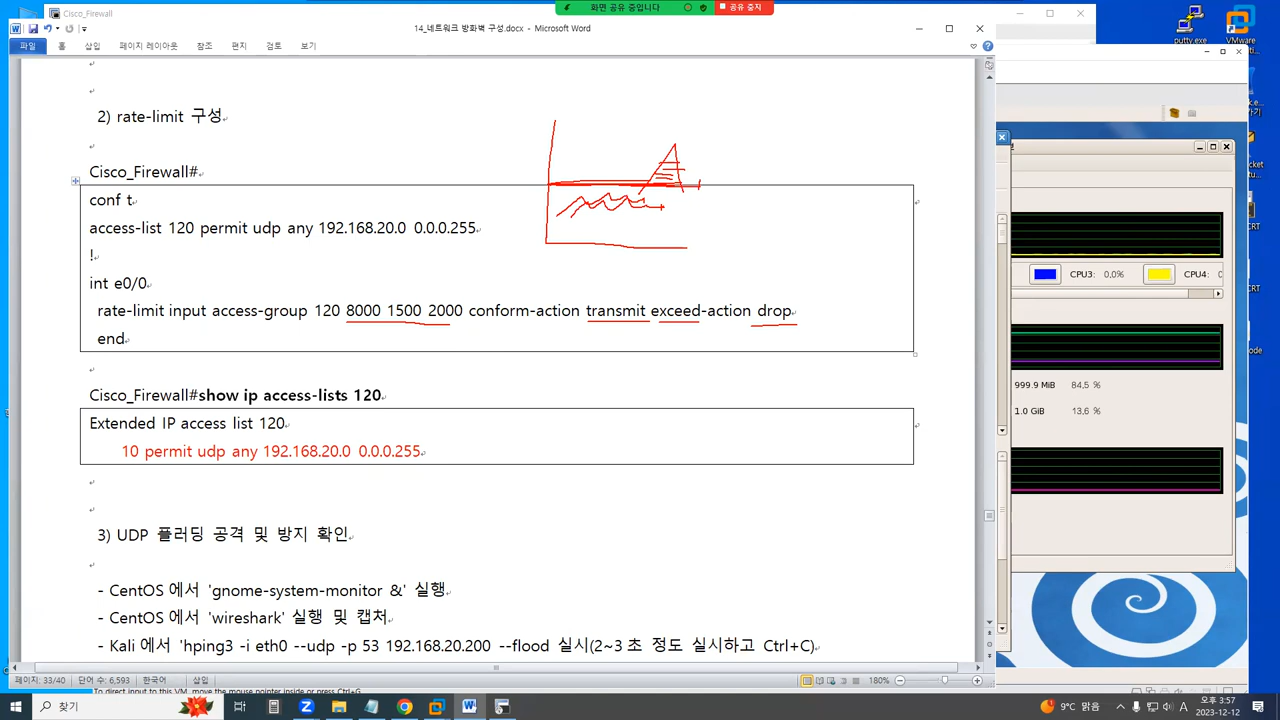 Cisco_Firewall
화면 공유 중입니다
공유 중지
14_네트워크 방화벽 구성.docx - Microsoft Word
파일 홈 삽입 페이지 레이아웃 참조 편지 검토 보기
putty.exe
2) rate-limit 구성
Cisco_Firewall#
conf t
access-list 120 permit udp any 192.168.20.0 0.0.0.255
!
int e0/0
rate-limit input access-group 120 8000 1500 2000 conform-action transmit exceed-action drop
end
Cisco_Firewall#show ip access-lists 120
Extended IP access list 120
10 permit udp any 192.168.20.0 0.0.0.255
3) UDP 플러딩 공격 및 방지 확인
- CentOS 에서 'gnome-system-monitor &' 실행
- CentOS 에서 'wireshark' 실행 및 캡처
- Kali 에서 'hping3 -i eth0 --udp -p 53 192.168.20.200 --flood 실시(2~3 초 정도 실시하고 Ctrl+C)
CPU3: 0.0%
CPU4:
999.9 MiB 84.5 %
1.0 GiB 13.6 %
페이지: 33/40 단어 수: 6,593 한국어 삽입
180%
To direct input to this VM, move the mouse pointer inside or press Ctrl+G.
찾기
9°C 맑음
A
오후 3:57
2023-12-12